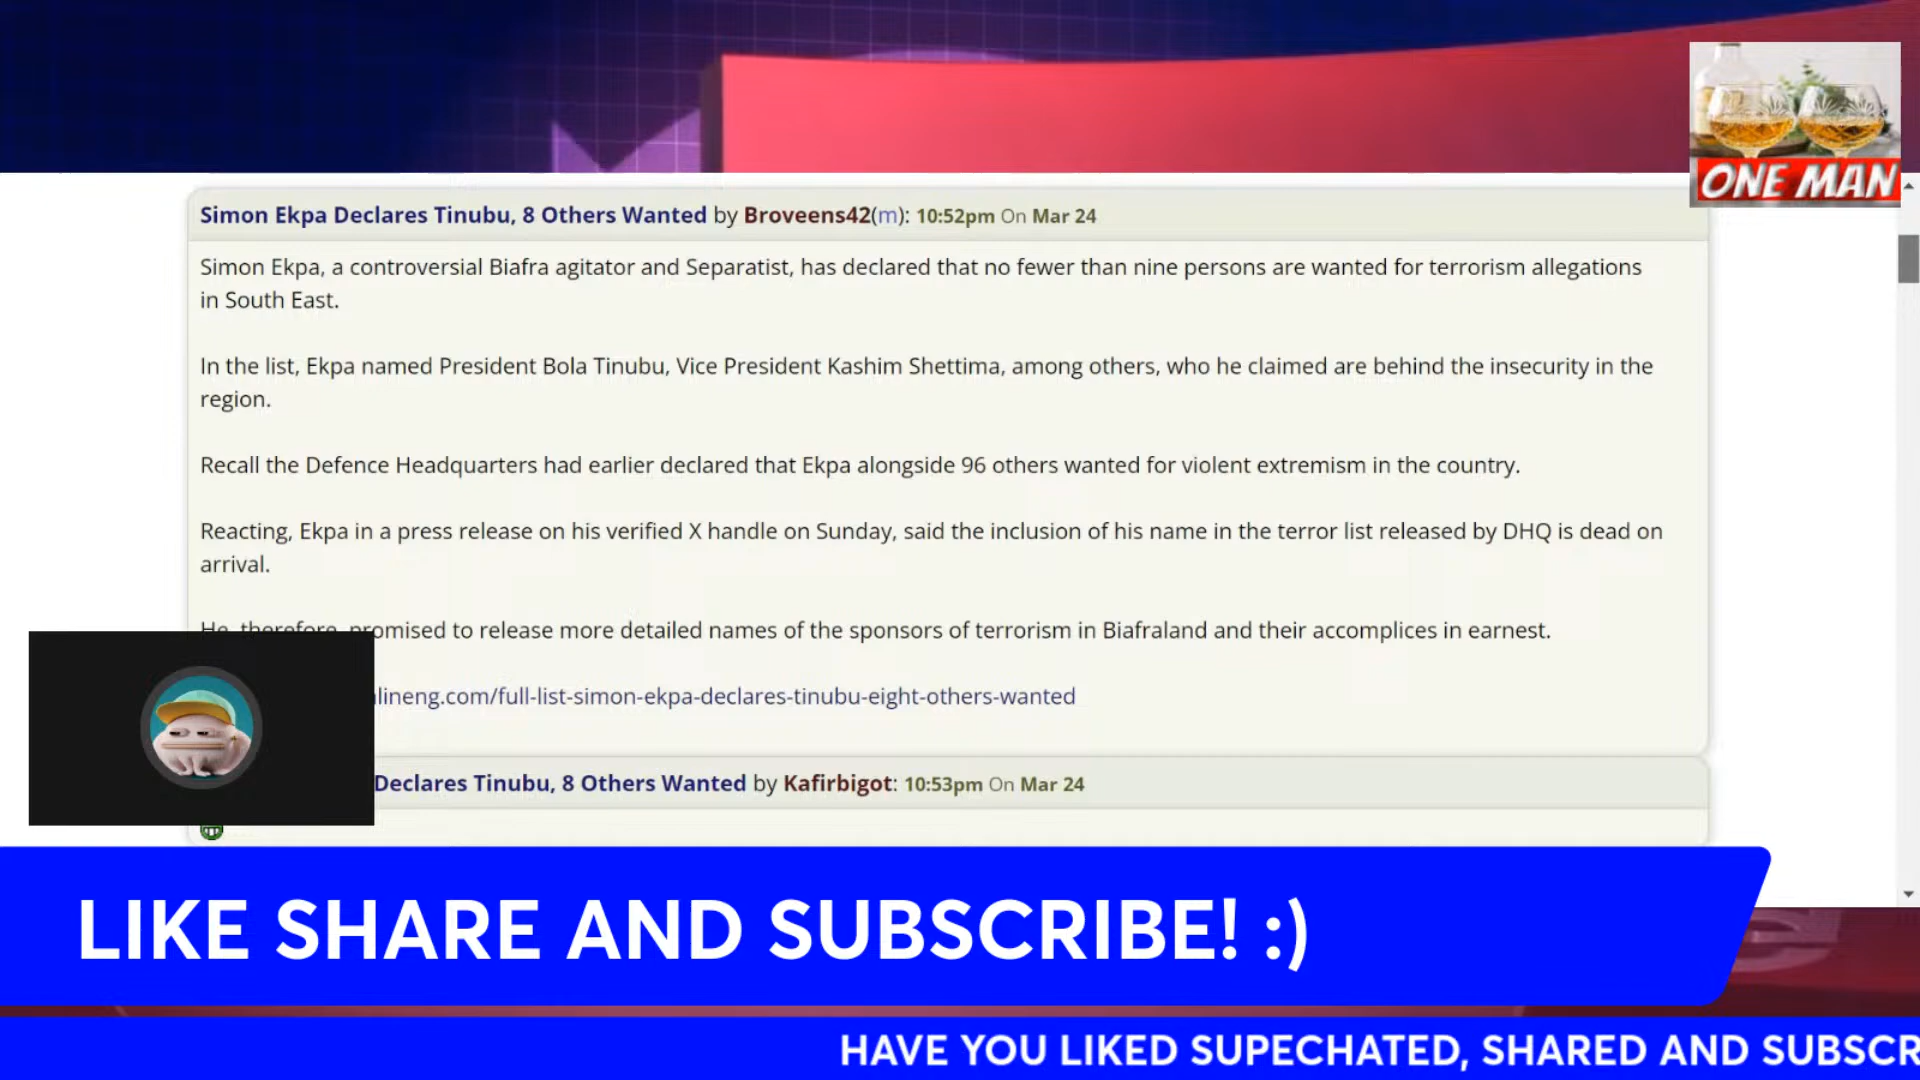 ONE MAN
Simon Ekpa Declares Tinubu, 8 Others Wanted by Broveens42(m): 10:52pm On Mar 24
Simon Ekpa, a controversial Biafra agitator and Separatist, has declared that no fewer than nine persons are wanted for terrorism allegations
in South East.
In the list, Ekpa named President Bola Tinubu, Vice President Kashim Shettima, among others, who he claimed are behind the insecurity in the
region.
Recall the Defence Headquarters had earlier declared that Ekpa alongside 96 others wanted for violent extremism in the country.
Reacting, Ekpa in a press release on his verified X handle on Sunday, said the inclusion of his name in the terror list released by DHQ is dead on
arrival.
He, therefore, promised to release more detailed names of the sponsors of terrorism in Biafraland and their accomplices in earnest.
lineng.com/full-list-simon-ekpa-declares-tinubu-eight-others-wanted
Declares Tinubu, 8 Others Wanted by Kafirbigot: 10:53pm On Mar 24
LIKE SHARE AND SUBSCRIBE! :)
HAVE YOU LIKED SUPECHATED, SHARED AND SUBSCR